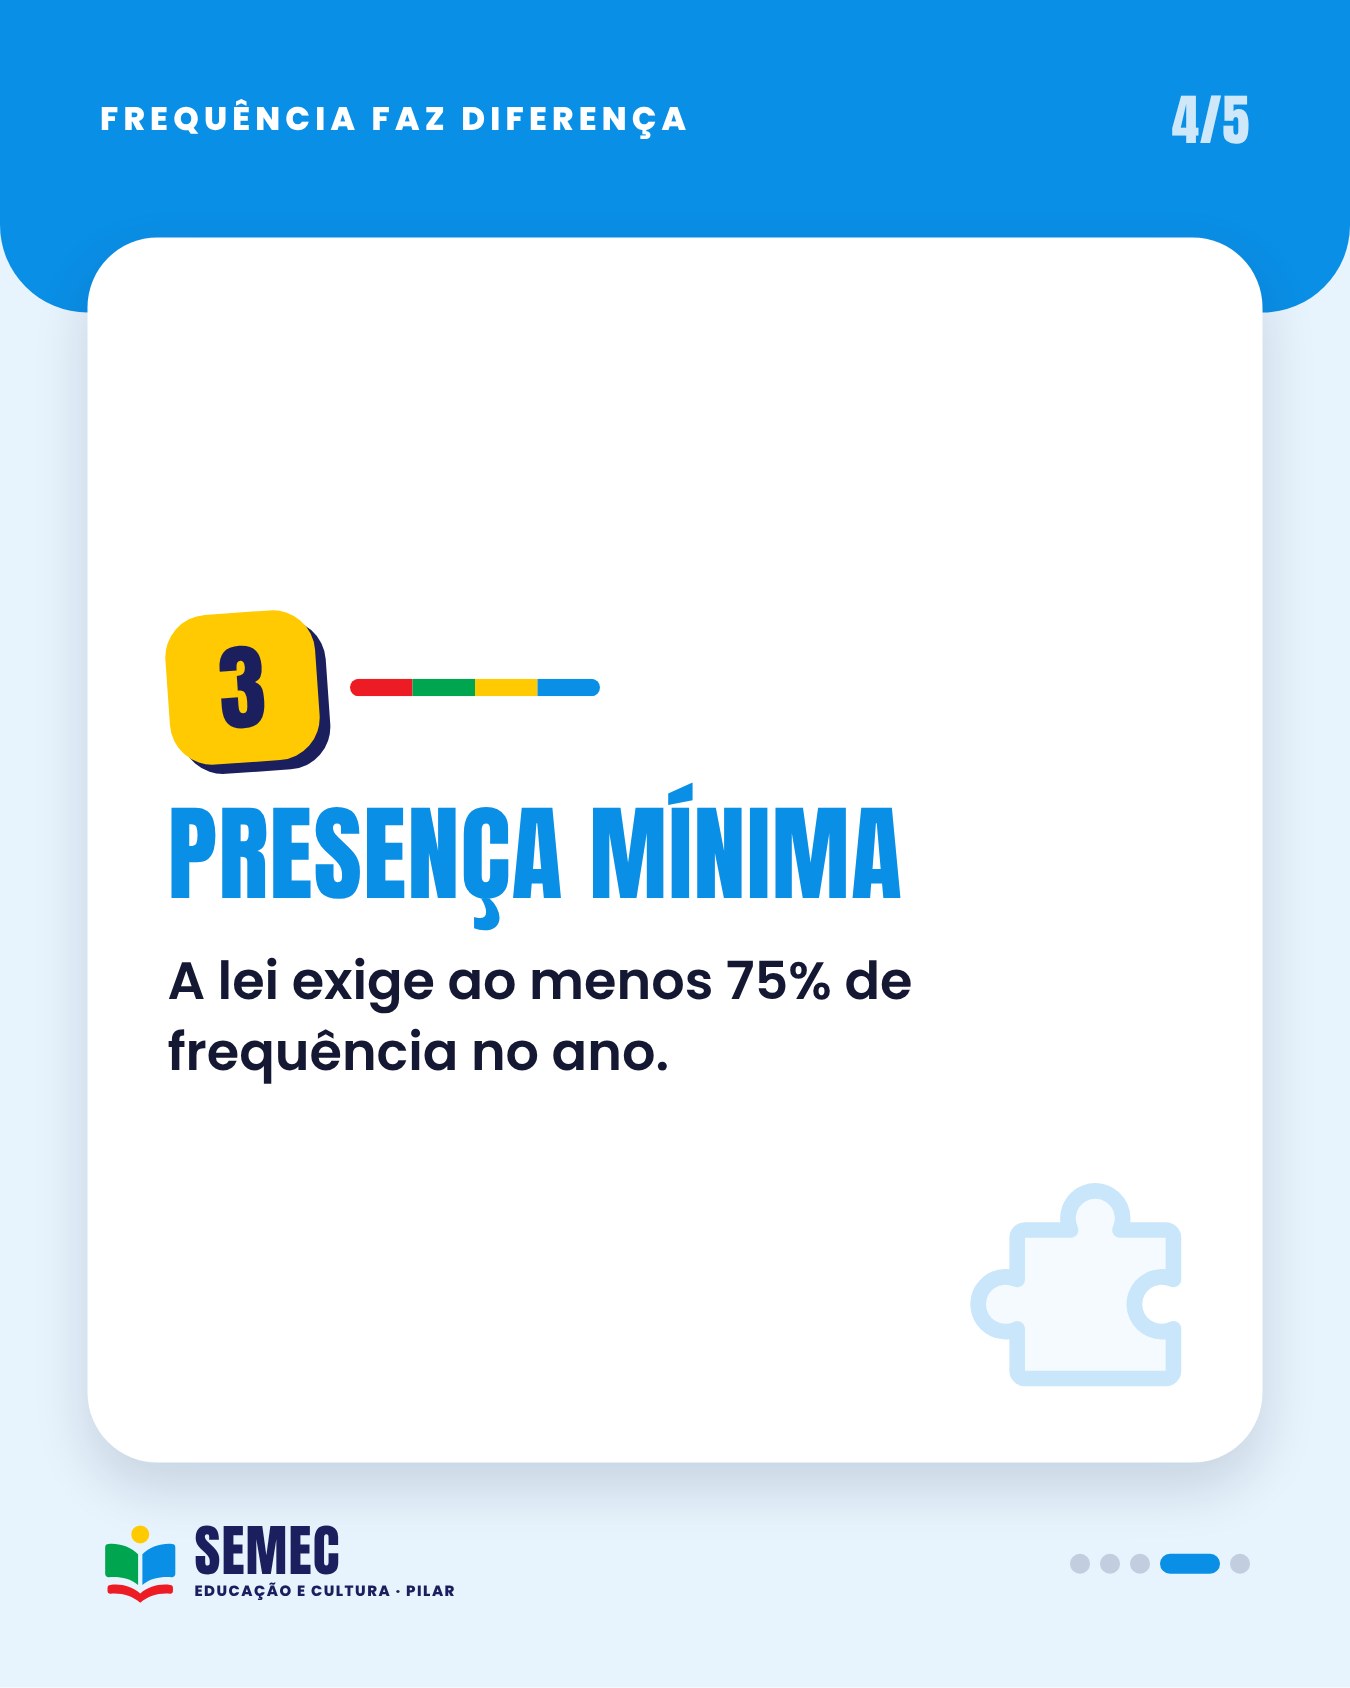 FREQUÊNCIA FAZ DIFERENÇA
4/5
3
PRESENÇA MÍNIMA
A lei exige ao menos 75% de
frequência no ano.
SEMEC
EDUCAÇÃO E CULTURA · PILAR